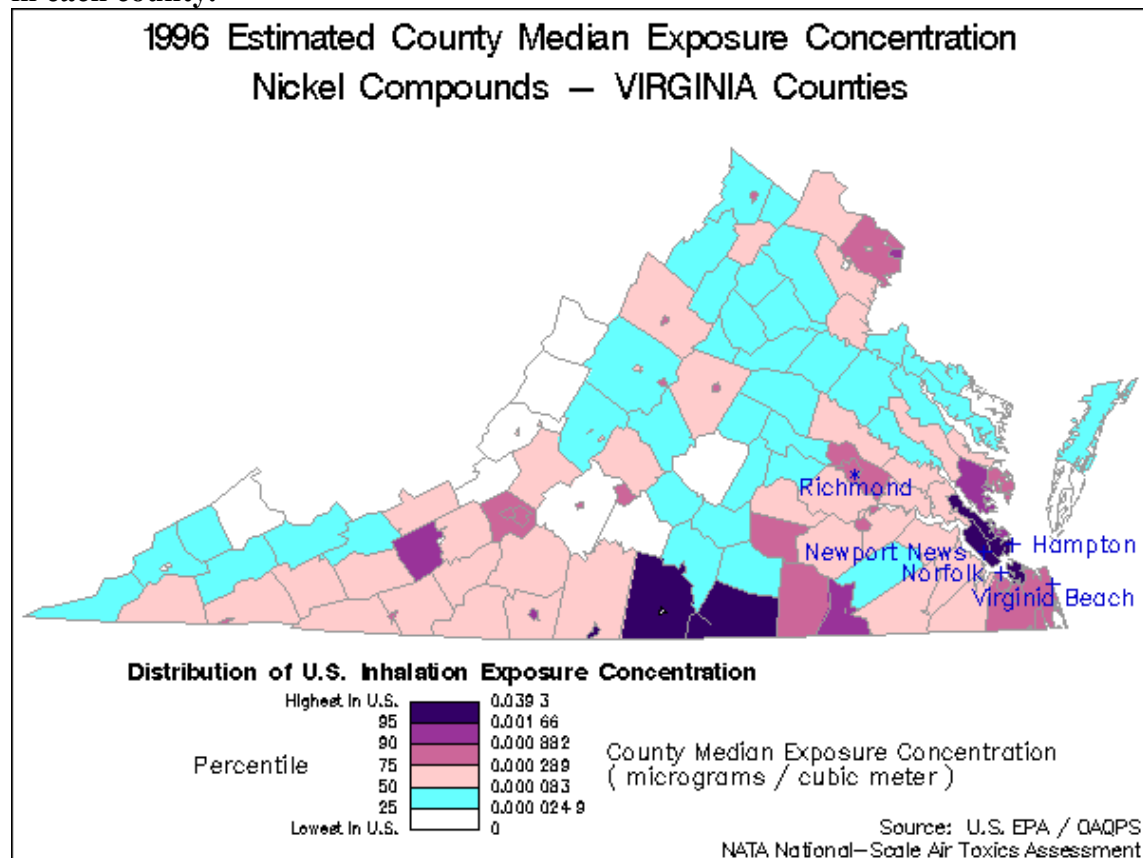 in each county.
1996 Estimated County Median Exposure Concentration
Nickel Compounds — VIRGINIA Counties
Richmond
Newport News
Hampton
Norfolk
Virginia Beach
Distribution of U.S. Inhalation Exposure Concentration
Highest In U.S. 0.039 3
95 0.001 66
90 0.000 882
75 0.000 289
50 0.000 083
25 0.000 024 9
Lowest In U.S. 0
Percentile
County Median Exposure Concentration
( micrograms / cubic meter )
Source: U.S. EPA / OAQPS
NATA National—Scale Air Toxics Assessment